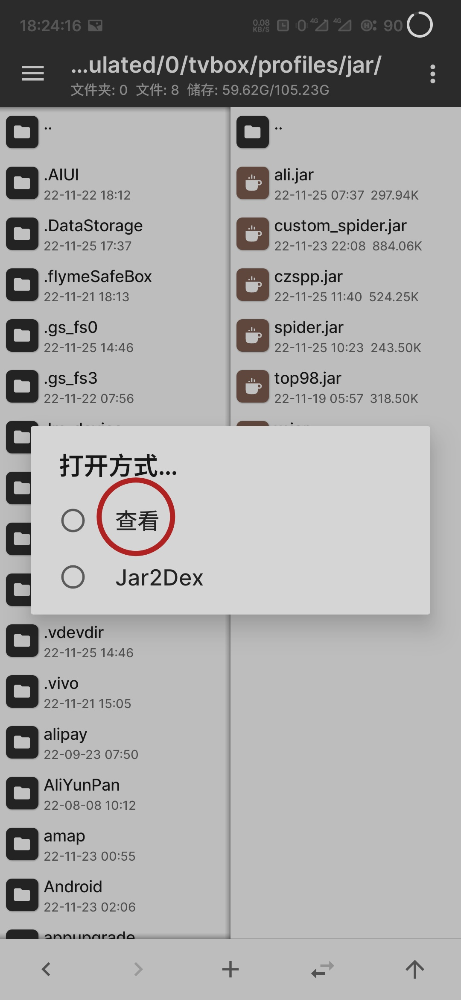 18:24:16
0.08
KB/S
4G
4G
H
90
...ulated/0/tvbox/profiles/jar/
文件夹: 0 文件: 8 储存: 59.62G/105.23G
..
.AIUI
22-11-22 18:12
.DataStorage
22-11-25 17:37
.flymeSafeBox
22-11-21 18:13
.gs_fs0
22-11-25 14:46
.gs_fs3
22-11-22 07:56
..
ali.jar
22-11-25 07:37 297.94K
custom_spider.jar
22-11-23 22:08 884.06K
czspp.jar
22-11-25 11:40 524.25K
spider.jar
22-11-25 10:23 243.50K
top98.jar
22-11-19 05:57 318.50K
打开方式...
查看
Jar2Dex
.vdevdir
22-11-25 14:46
.vivo
22-11-21 15:05
alipay
22-09-23 07:50
AliYunPan
22-08-08 10:12
amap
22-11-23 00:55
Android
22-11-23 02:06
appupgrade